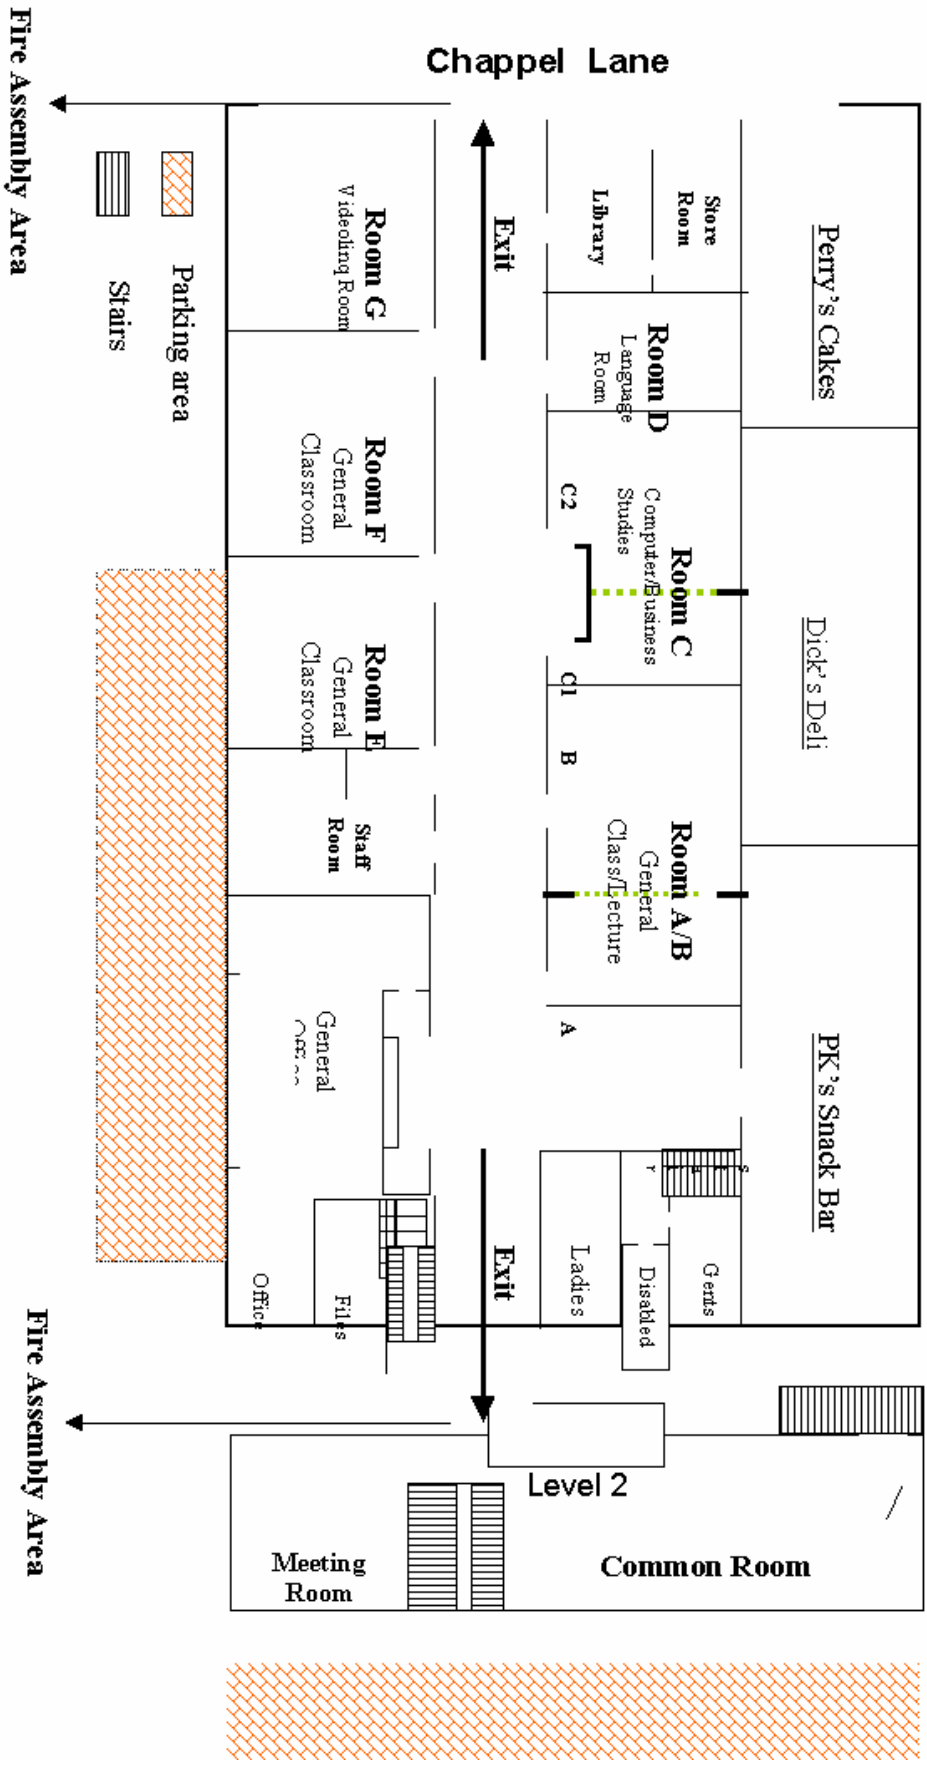 Chappel Lane
Fire Assembly Area
Parking area
Stairs
Room G
Videolinq Room
Exit
Library
Store
Room
Perry's Cakes
Room D
Language
Room
Room F
General
Classroom
C2
Room C
Computer/Business
Studies
C1
Dick's Deli
Room E
General
Classroom
Staff
Room
B
Room A/B
General
Class/Lecture
A
PK's Snack Bar
General
Exit
Office
Files
Ladies
Disabled
Gents
Fire Assembly Area
Level 2
Meeting
Room
Common Room